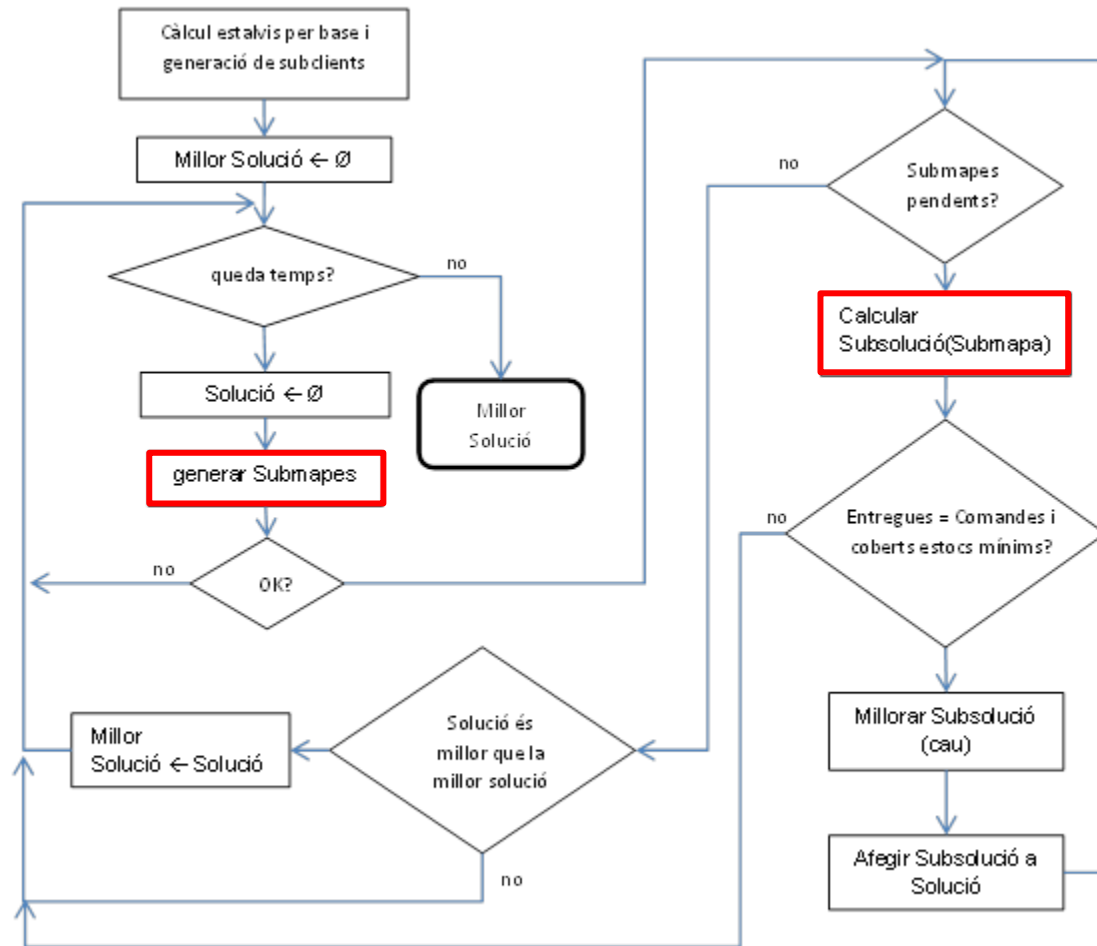 Càlcul estalvis per base i
generació de subclients
Millor Solució ← Ø
queda temps?
no
Solució ← Ø
Millor
Solució
generar Submapes
OK?
no
Submapes
pendents?
no
Calcular
Subsolució(Submapa)
Entregues = Comandes i
coberts estocs mínims?
no
Millorar Subsolució
(cau)
Afegir Subsolució a
Solució
Solució és
millor que la
millor solució
no
Millor
Solució ← Solució